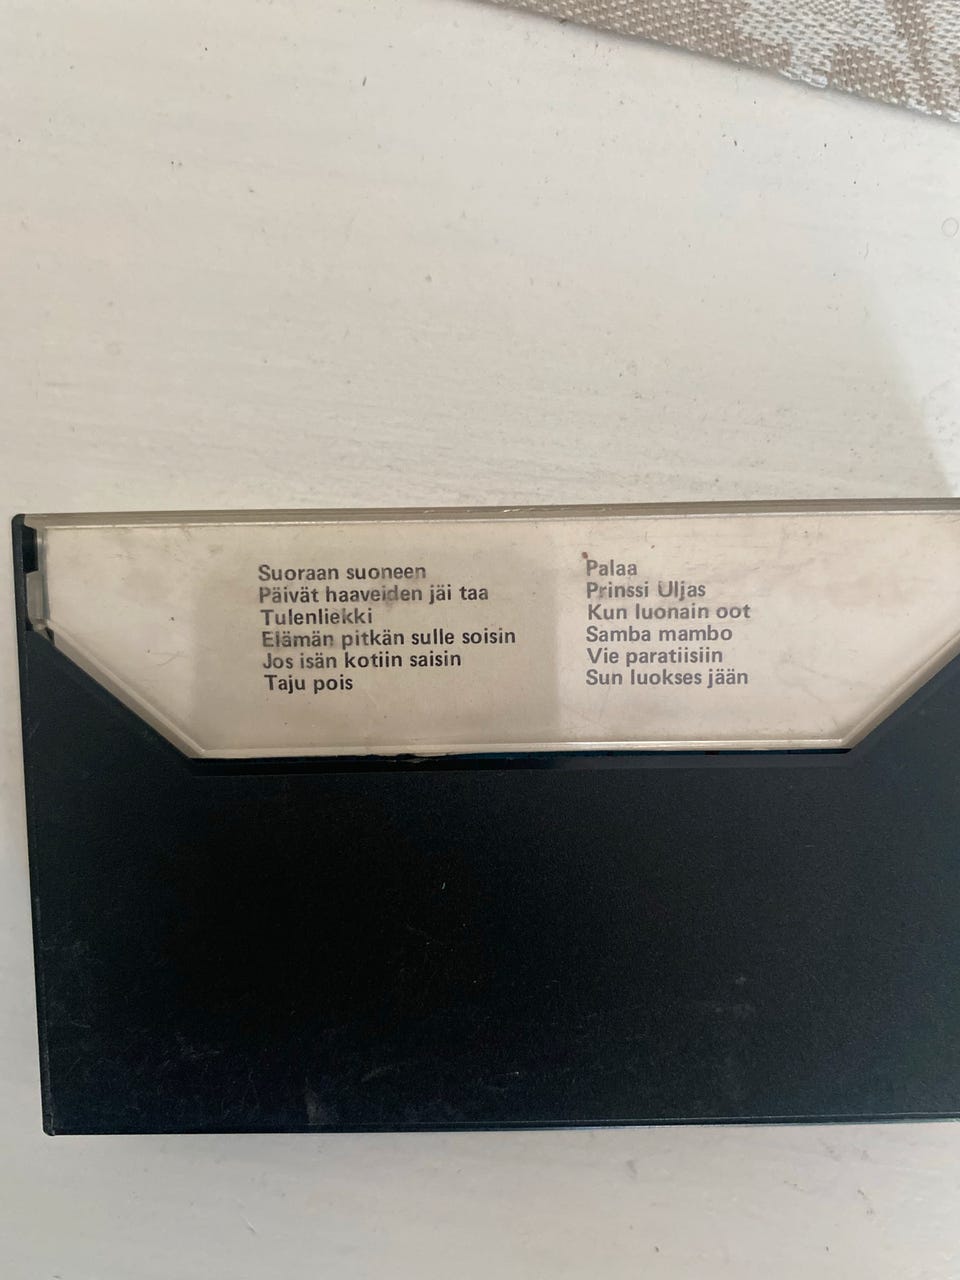 Suoraan suoneen
Päivät haaveiden jäi taa
Tulenliekki
Elämän pitkän sulle soisin
Jos isän kotiin saisin
Taju pois
Palaa
Prinssi Uljas
Kun luonain oot
Samba mambo
Vie paratiisiin
Sun luokses jään